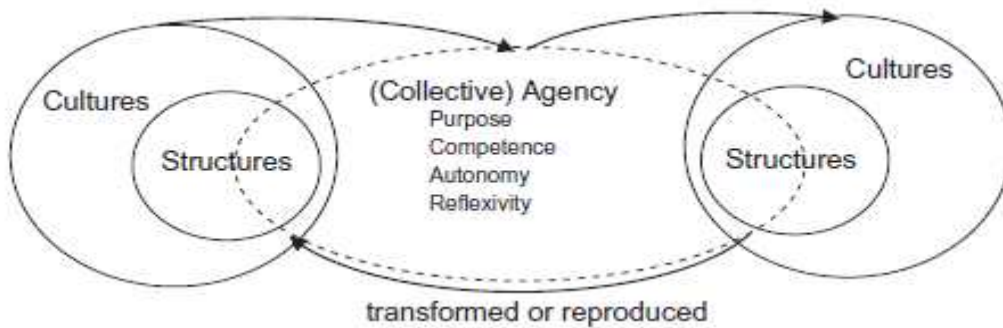 Cultures
Structures
(Collective) Agency
Purpose
Competence
Autonomy
Reflexivity
Cultures
Structures
transformed or reproduced